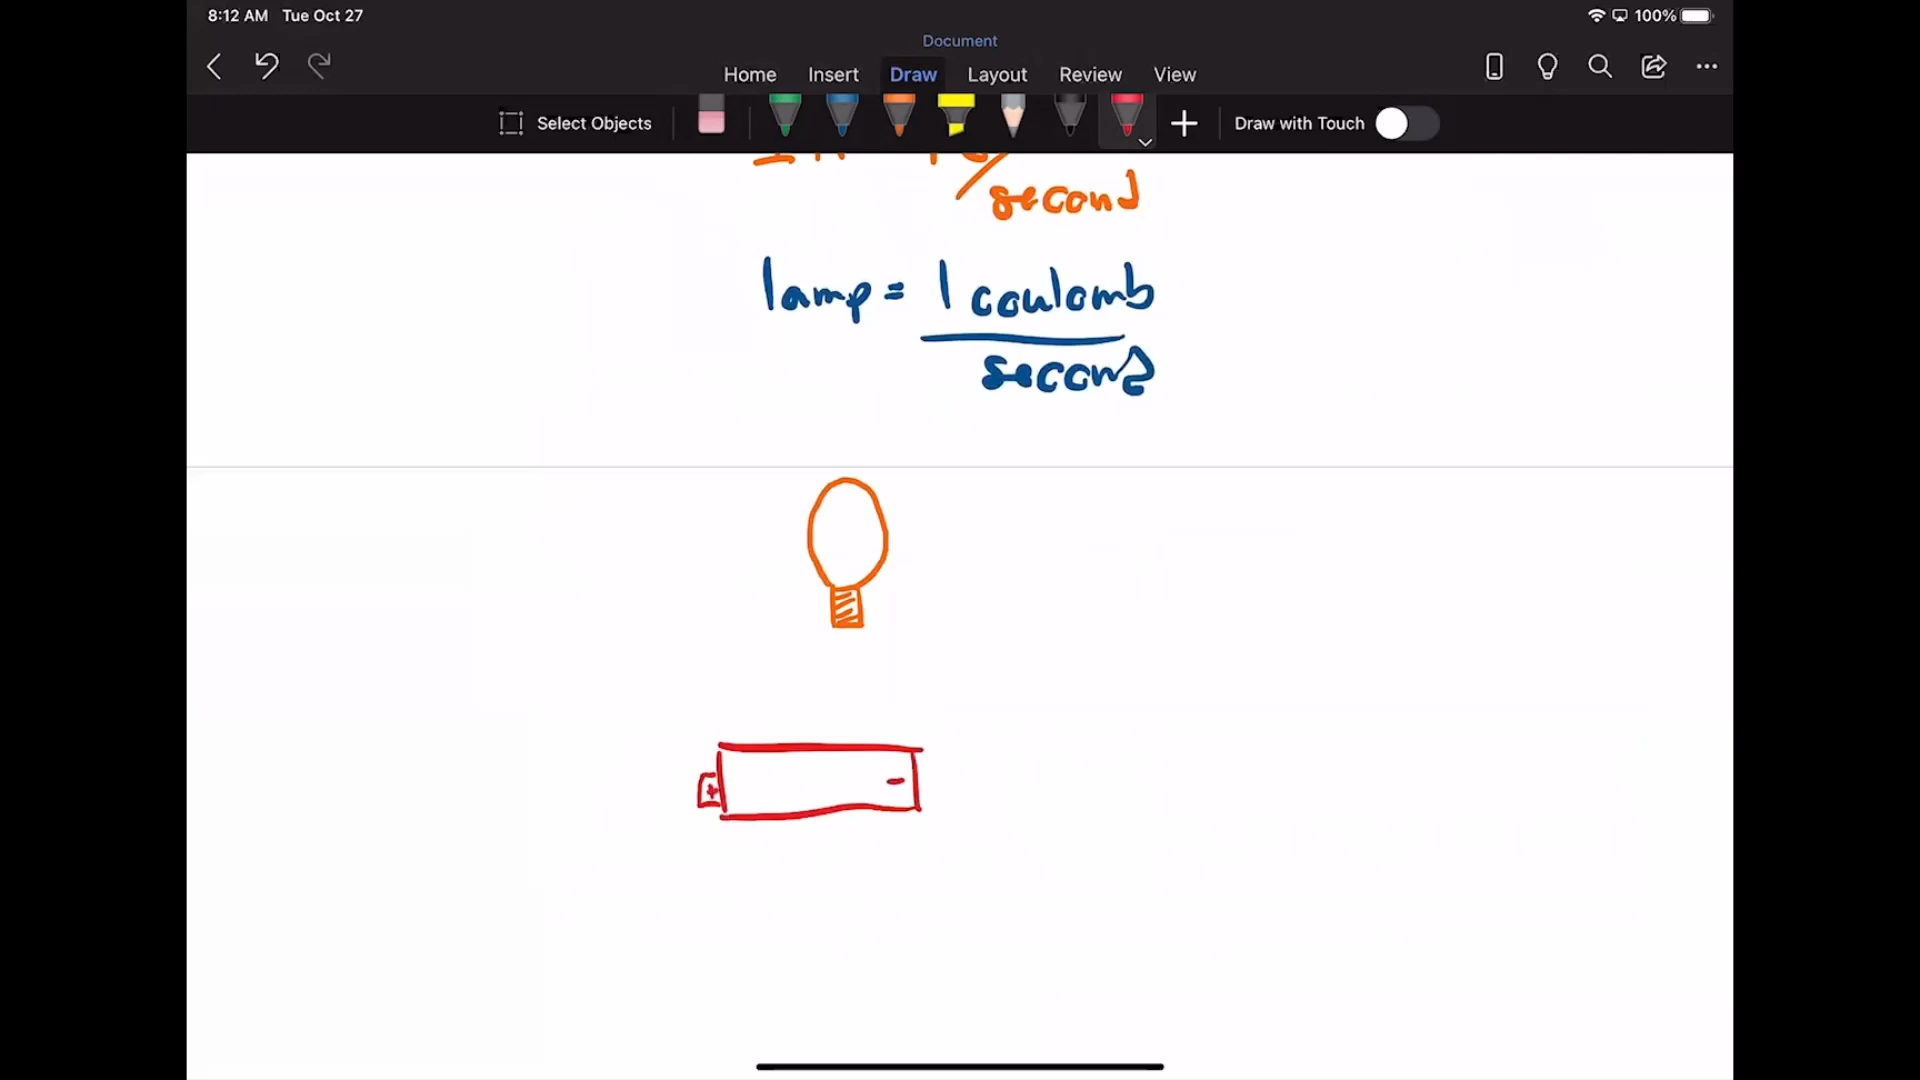 8:12 AM Tue Oct 27
100%
Document
Home Insert Draw Layout Review View
Select Objects
Draw with Touch
second
1amp = 1 coulomb
second
+
-